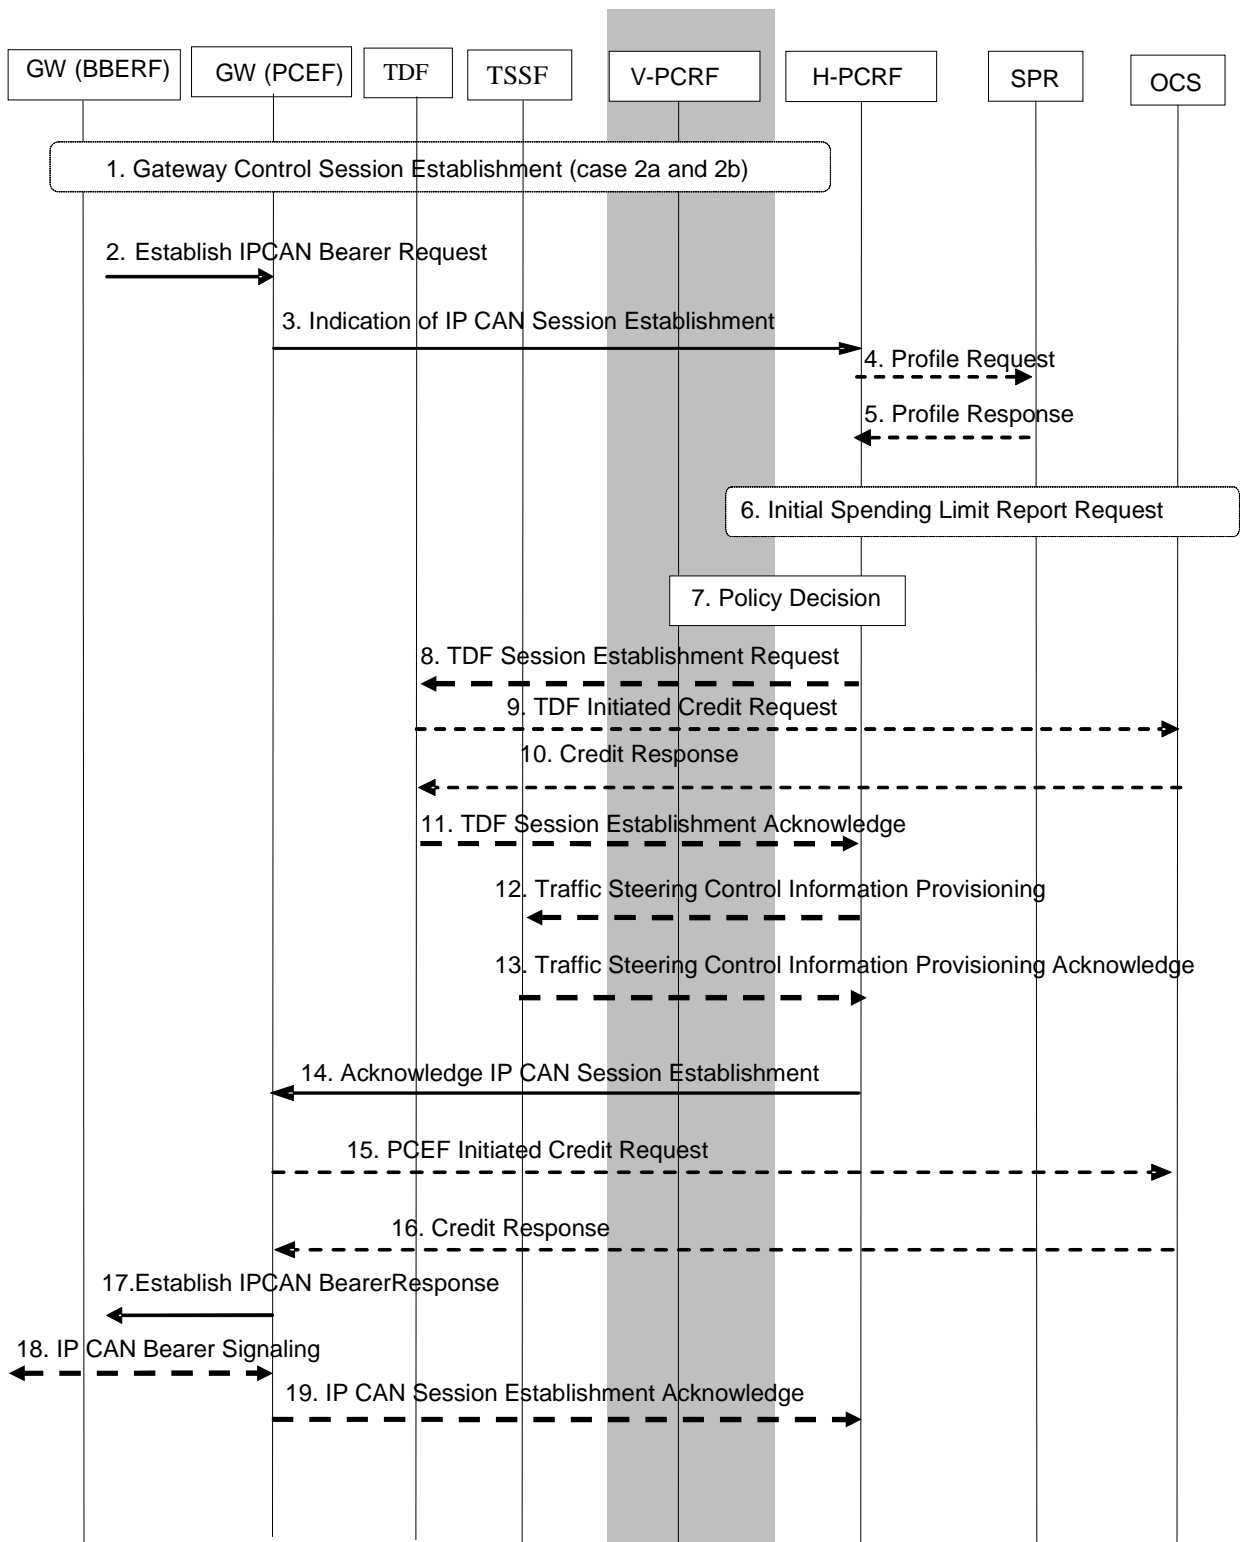 GW (BBERF)
GW (PCEF)
TDF
TSSF
V-PCRF
H-PCRF
SPR
OCS
1. Gateway Control Session Establishment (case 2a and 2b)
2. Establish IPCAN Bearer Request
3. Indication of IP CAN Session Establishment
4. Profile Request
5. Profile Response
6. Initial Spending Limit Report Request
7. Policy Decision
8. TDF Session Establishment Request
9. TDF Initiated Credit Request
10. Credit Response
11. TDF Session Establishment Acknowledge
12. Traffic Steering Control Information Provisioning
13. Traffic Steering Control Information Provisioning Acknowledge
14. Acknowledge IP CAN Session Establishment
15. PCEF Initiated Credit Request
16. Credit Response
17.Establish IPCAN BearerResponse
18. IP CAN Bearer Signaling
19. IP CAN Session Establishment Acknowledge